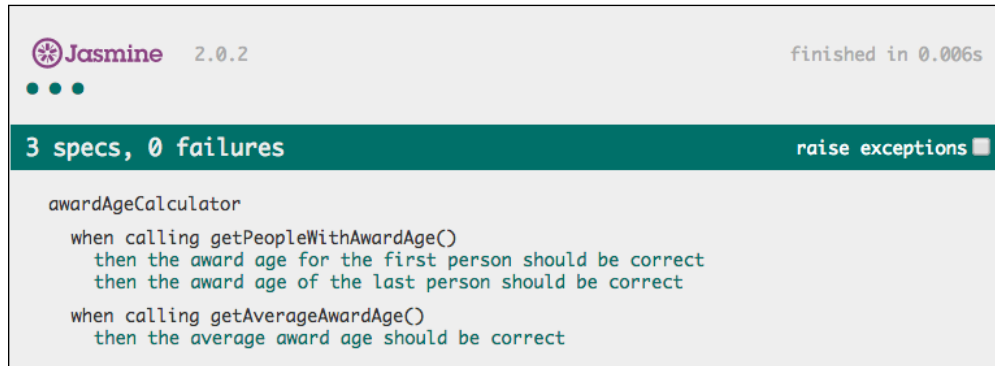 Jasmine 2.0.2 finished in 0.006s
3 specs, 0 failures raise exceptions
awardAgeCalculator
when calling getPeopleWithAwardAge()
then the award age for the first person should be correct
then the award age of the last person should be correct
when calling getAverageAwardAge()
then the average award age should be correct